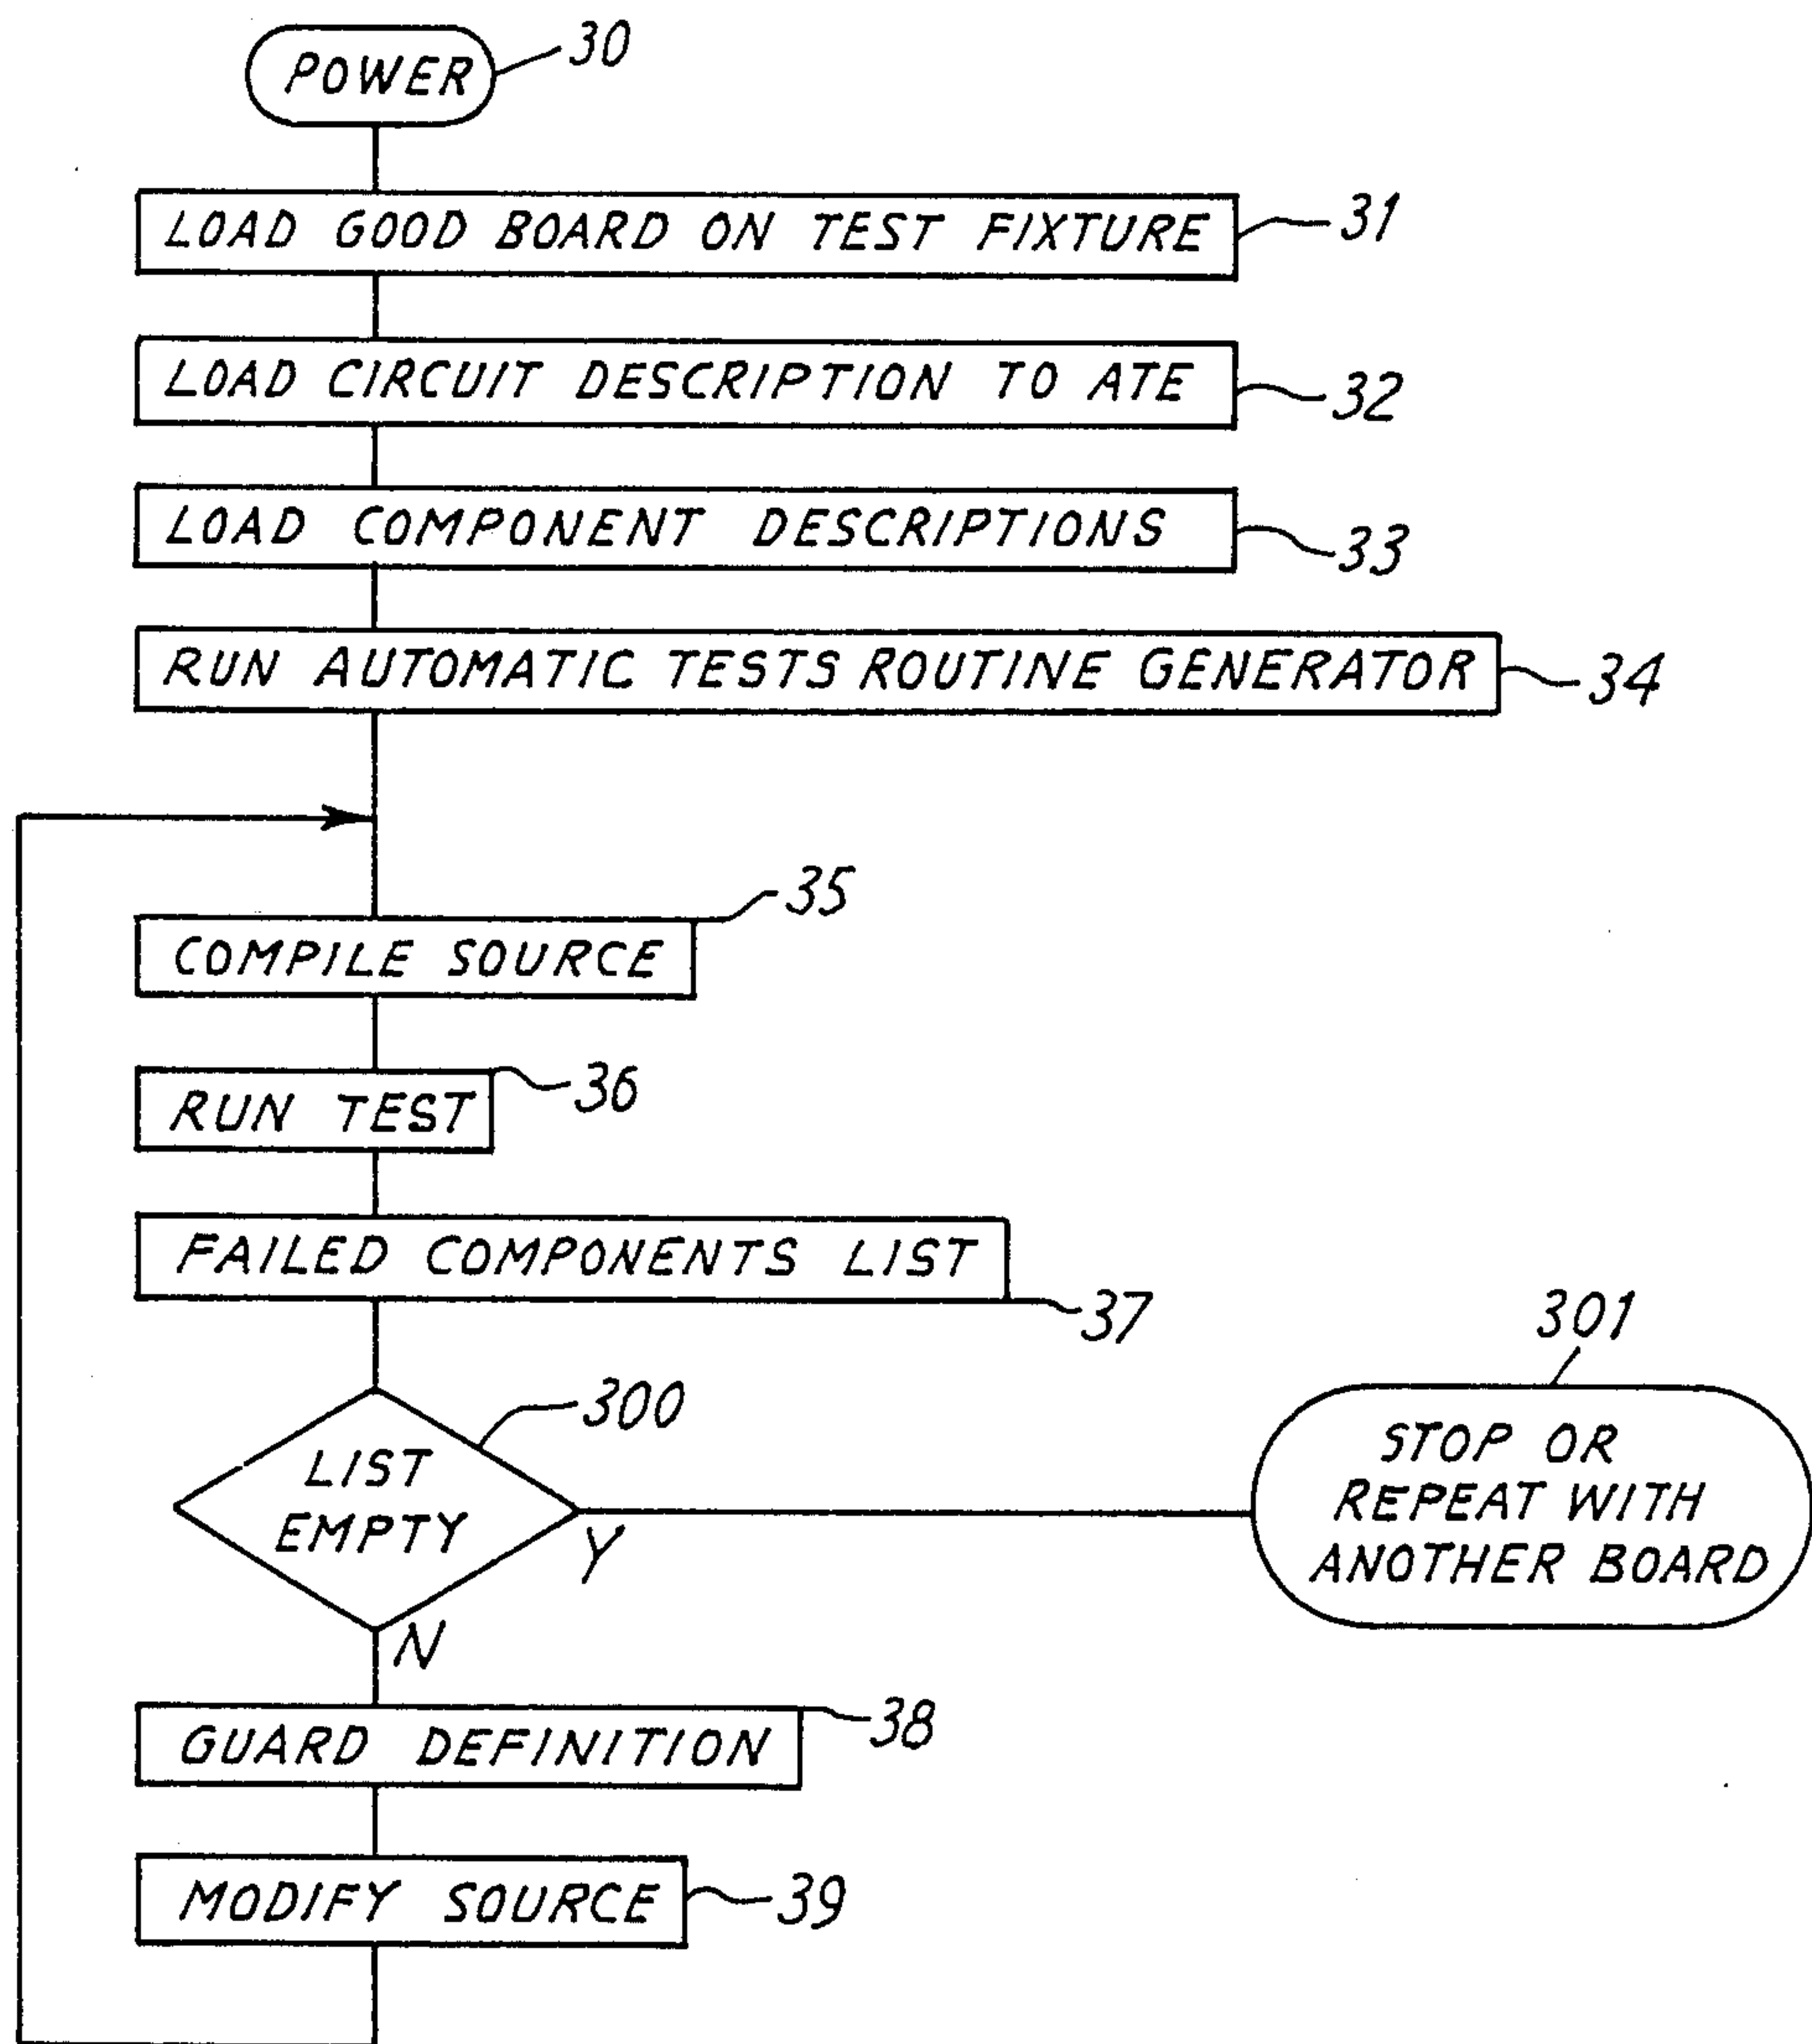 POWER
30
LOAD GOOD BOARD ON TEST FIXTURE
31
LOAD CIRCUIT DESCRIPTION TO ATE
32
LOAD COMPONENT DESCRIPTIONS
33
RUN AUTOMATIC TESTS ROUTINE GENERATOR
34
COMPILE SOURCE
35
RUN TEST
36
FAILED COMPONENTS LIST
37
LIST
EMPTY
300
Y
N
301
STOP OR
REPEAT WITH
ANOTHER BOARD
GUARD DEFINITION
38
MODIFY SOURCE
39